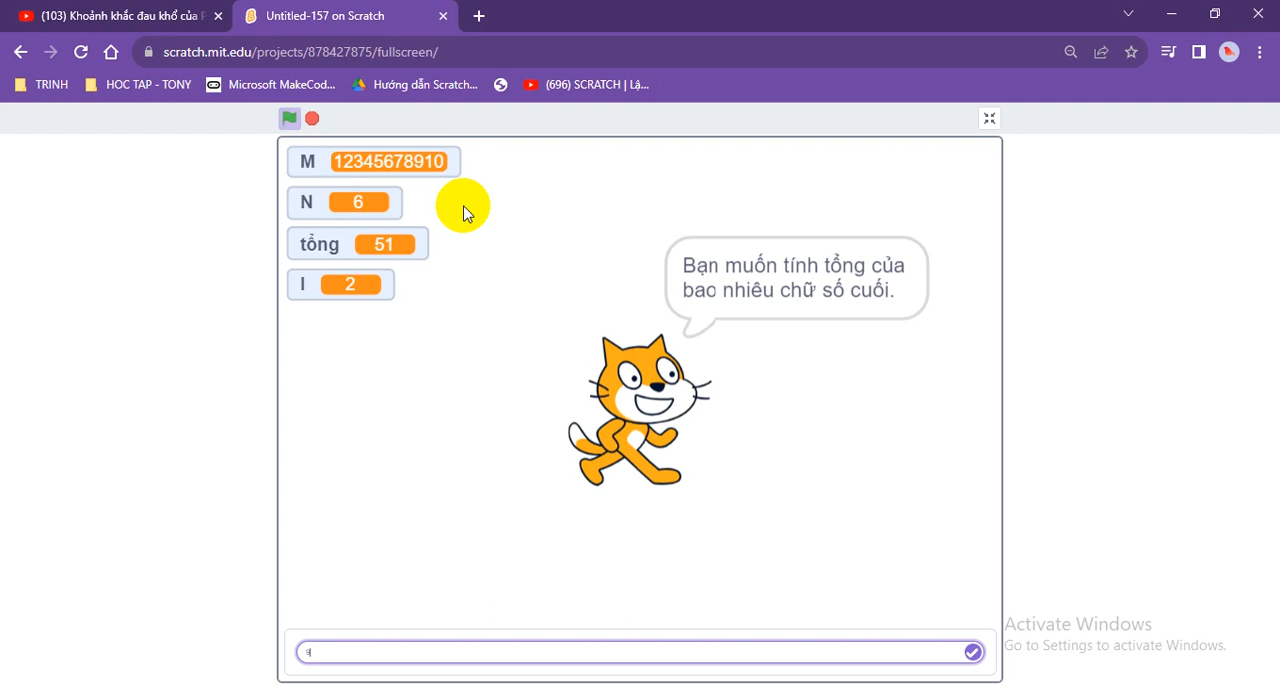 (103) Khoảnh khắc đau khổ của P
Untitled-157 on Scratch
scratch.mit.edu/projects/878427875/fullscreen/
TRINH
HOC TAP - TONY
Microsoft MakeCod...
Hướng dẫn Scratch...
(696) SCRATCH | Lậ...
M 12345678910
N 6
tổng 51
I 2
Bạn muốn tính tổng của
bao nhiêu chữ số cuối.
9
Activate Windows
Go to Settings to activate Windows.